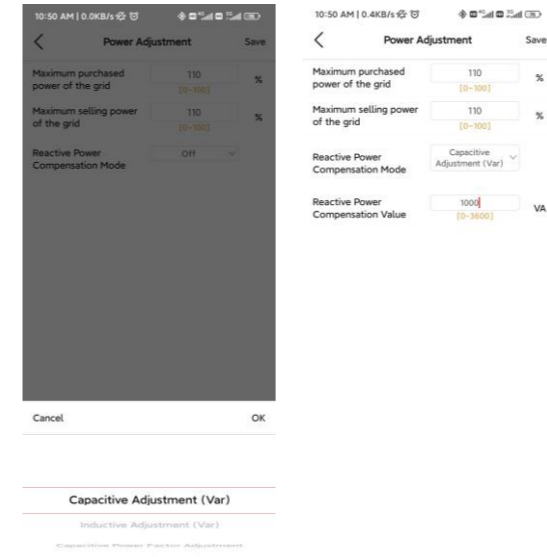 10:50 AM | 0.0KB/s
Power Adjustment Save
Maximum purchased
power of the grid
110
[0~100]
%
Maximum selling power
of the grid
110
[0~100]
%
Reactive Power
Compensation Mode
Off
Cancel OK
Capacitive Adjustment (Var)
Inductive Adjustment (Var)
Capacitive Power Factor Adjustment
10:50 AM | 0.4KB/s
Power Adjustment Save
Maximum purchased
power of the grid
110
[0~100]
%
Maximum selling power
of the grid
110
[0~100]
%
Reactive Power
Compensation Mode
Capacitive
Adjustment (Var)
Reactive Power
Compensation Value
1000
[0~3600]
VA